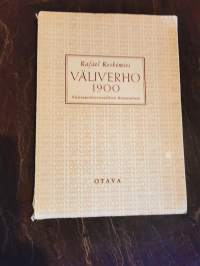 Rafael Koskimies
VÄLIVERHO
1900
OTAVA